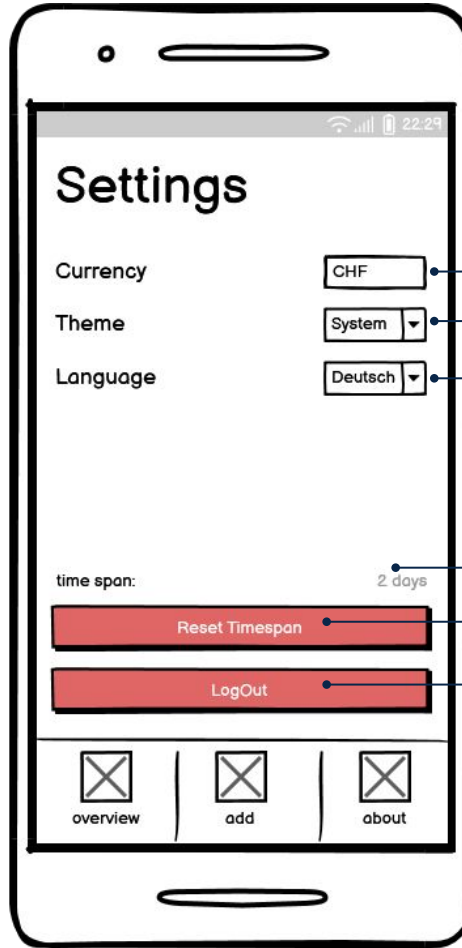 22:29
Settings
Currency CHF
Theme System
Language Deutsch
time span: 2 days
Reset Timespan
LogOut
overview add about